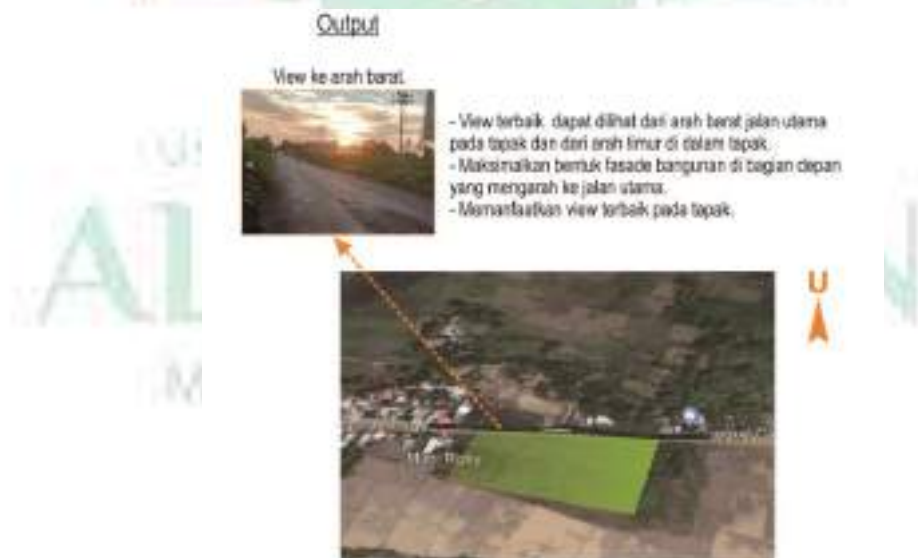 Output
View ke arah barat.
- View terbaik dapat dilihat dari arah barat jalan utama
pada tapak dan dari arah timur di dalam tapak.
- Maksimalkan bentuk fasade bangunan di bagian depan
yang mengarah ke jalan utama.
- Memanfaatkan view terbaik pada tapak.
U